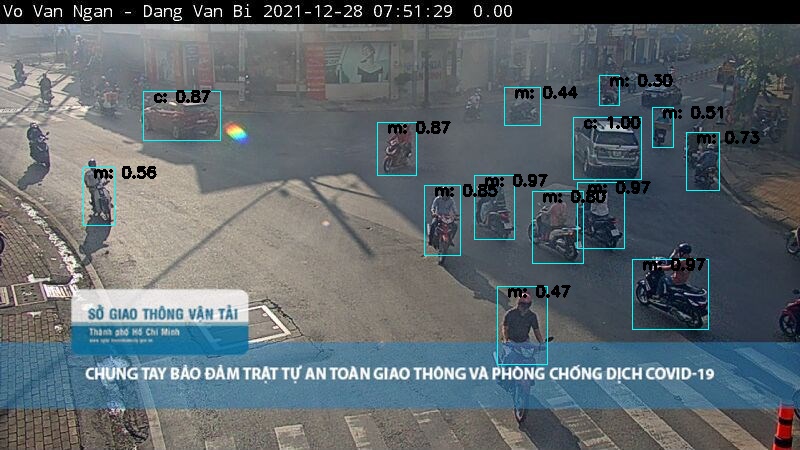 Vo Van Ngan - Dang Van Bi 2021-12-28 07:51:29 0.00
m: 0.30
c: 0.87
m: 0.44
m: 0.51
c: 1.00
m: 0.87
m: 0.73
m: 0.56
m: 0.97
m: 0.85
m: 0.97
m: 0.80
m: 0.97
m: 0.47
SỞ GIAO THÔNG VẬN TẢI
Thành phố Hồ Chí Minh
CHUNG TAY BẢO ĐẢM TRẬT TỰ AN TOÀN GIAO THÔNG VÀ PHÒNG CHỐNG DỊCH COVID-19